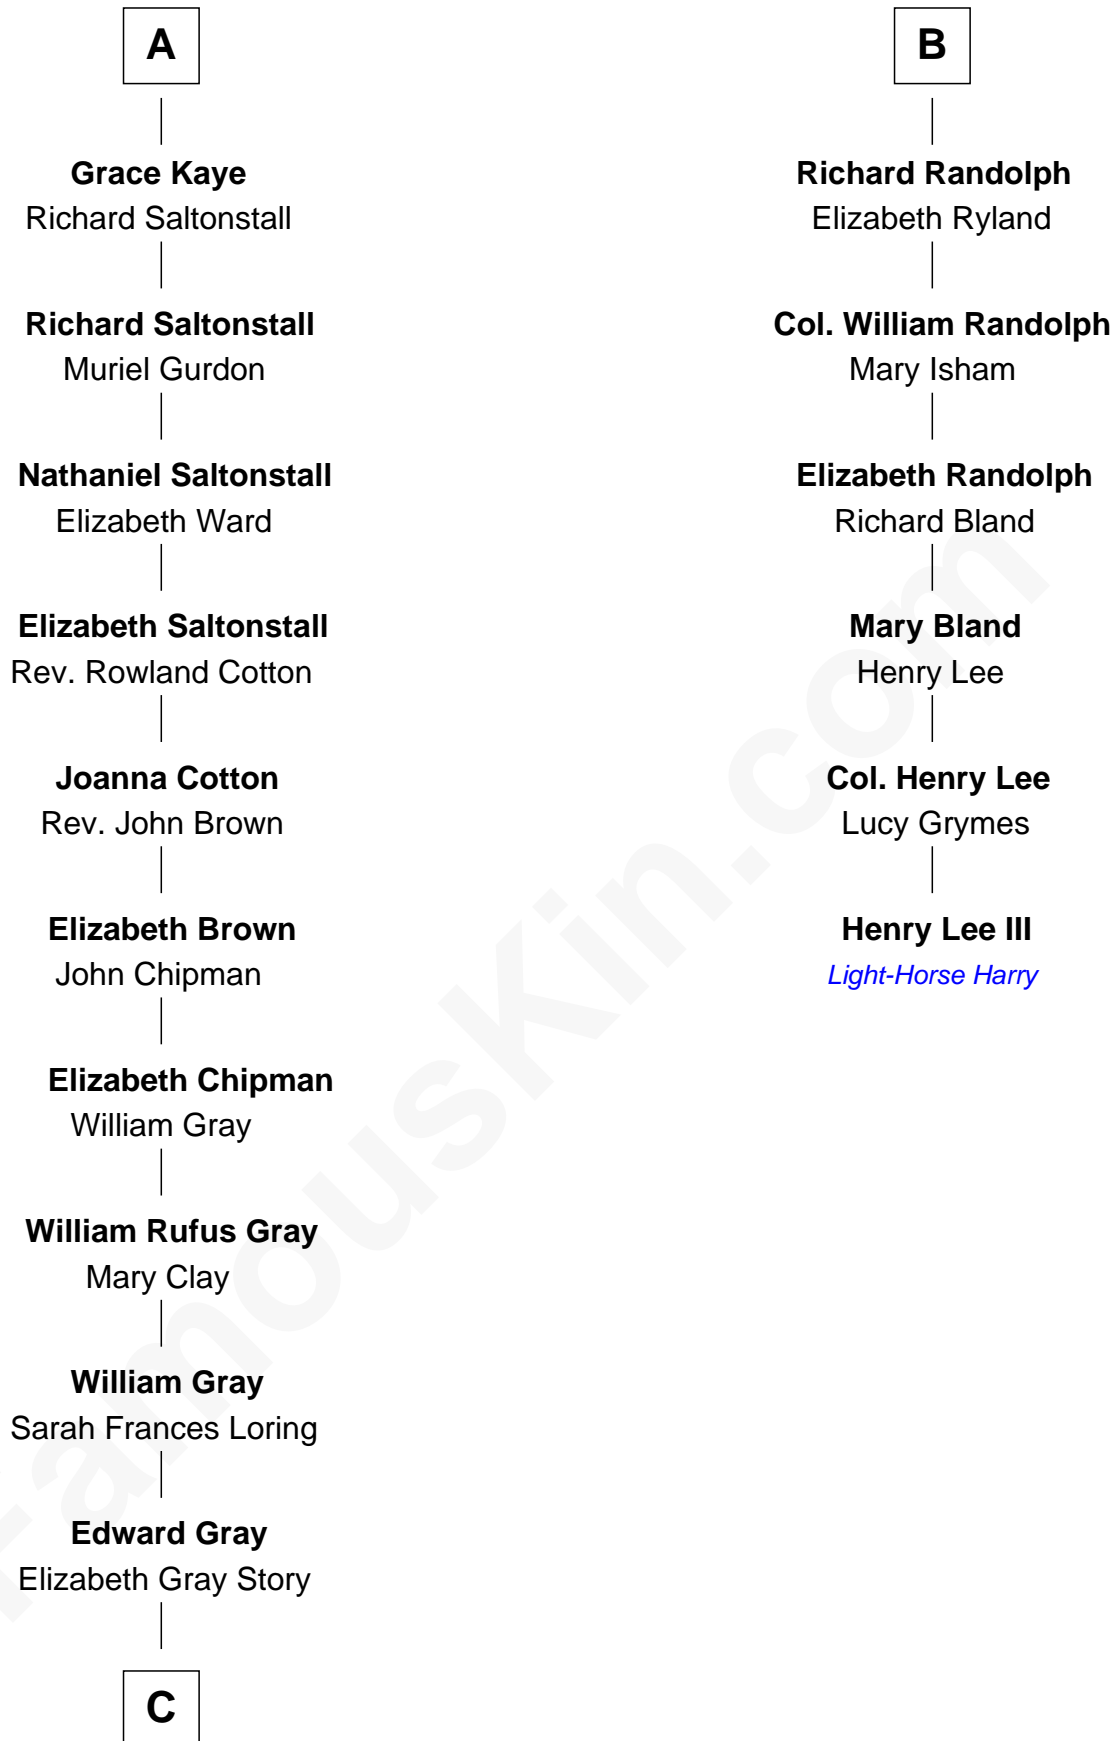 A
Grace Kaye
Richard Saltonstall
Richard Saltonstall
Muriel Gurdon
Nathaniel Saltonstall
Elizabeth Ward
Elizabeth Saltonstall
Rev. Rowland Cotton
Joanna Cotton
Rev. John Brown
Elizabeth Brown
John Chipman
Elizabeth Chipman
William Gray
William Rufus Gray
Mary Clay
William Gray
Sarah Frances Loring
Edward Gray
Elizabeth Gray Story
C
B
Richard Randolph
Elizabeth Ryland
Col. William Randolph
Mary Isham
Elizabeth Randolph
Richard Bland
Mary Bland
Henry Lee
Col. Henry Lee
Lucy Grymes
Henry Lee III
Light-Horse Harry
FamousKin.com